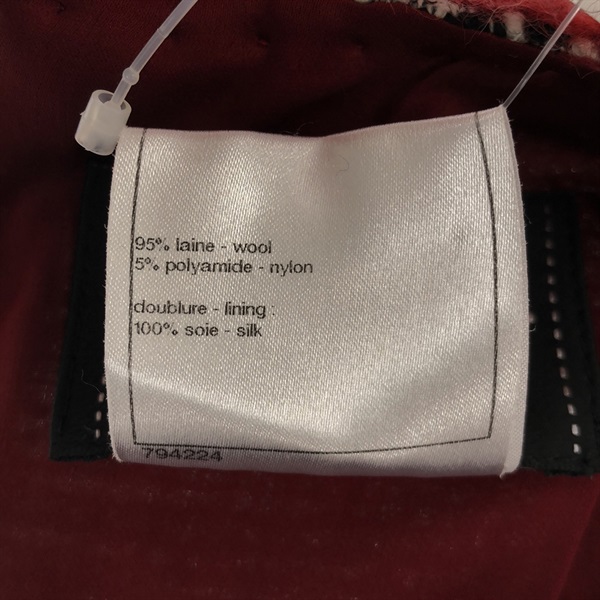 95% laine - wool
5% polyamide - nylon
doublure - lining :
100% soie - silk
794224